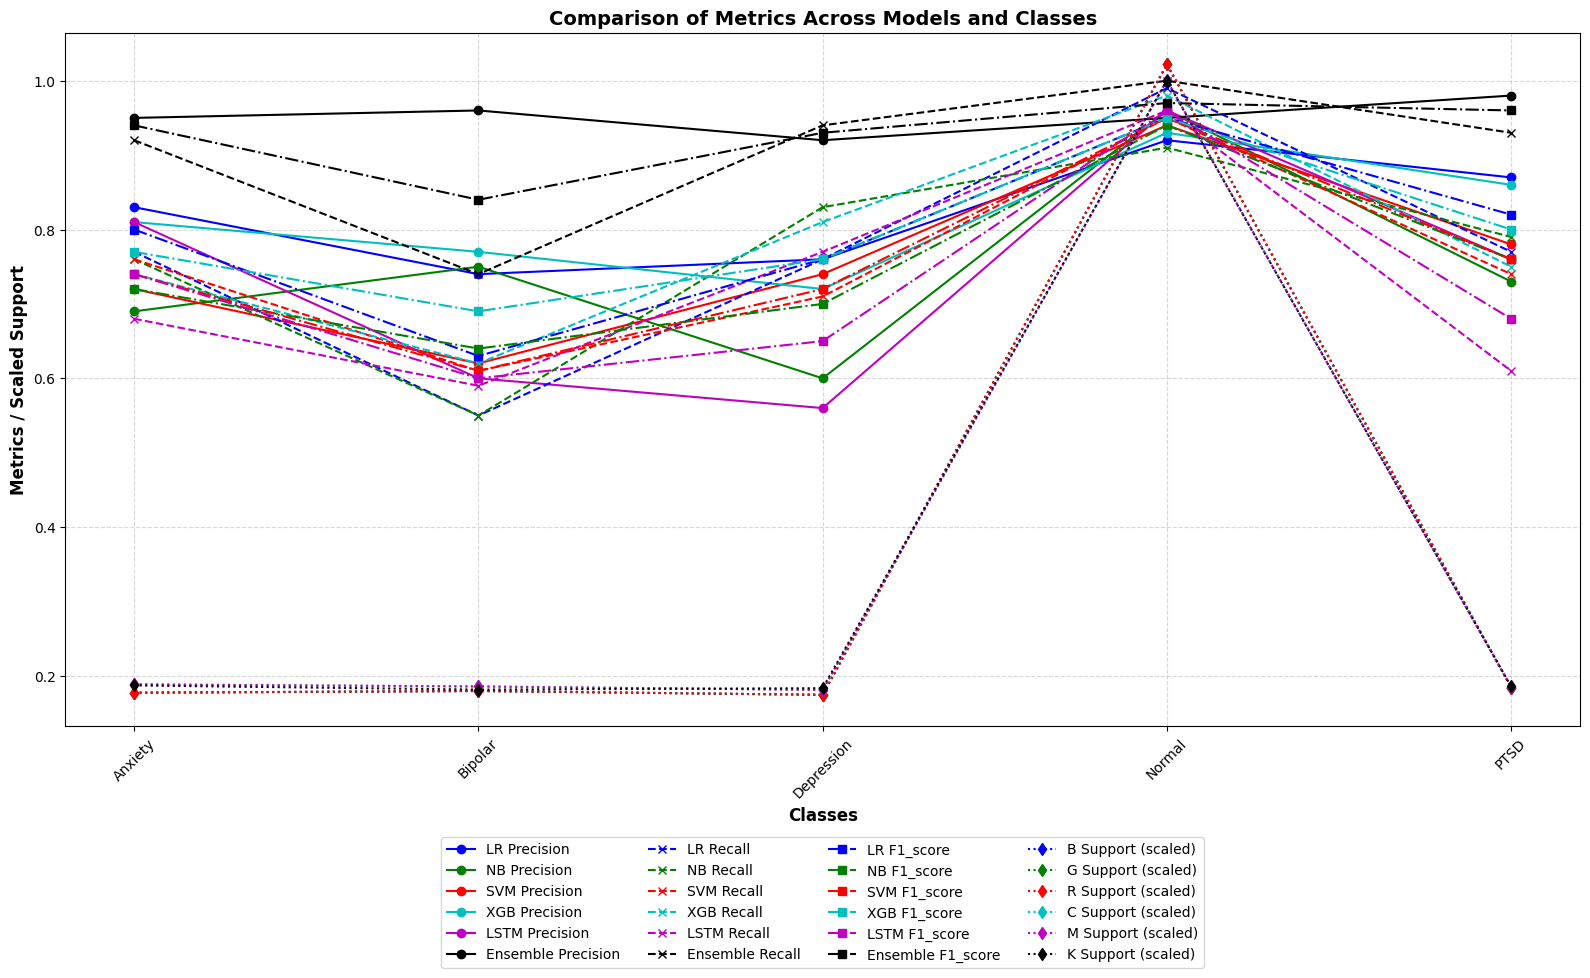 Comparison of Metrics Across Models and Classes
Metrics / Scaled Support
1.0
0.8
0.6
0.4
0.2
Anxiety
Bipolar
Depression
Normal
PTSD
Classes
LR Precision
NB Precision
SVM Precision
XGB Precision
LSTM Precision
Ensemble Precision
LR Recall
NB Recall
SVM Recall
XGB Recall
LSTM Recall
Ensemble Recall
LR F1_score
NB F1_score
SVM F1_score
XGB F1_score
LSTM F1_score
Ensemble F1_score
B Support (scaled)
G Support (scaled)
R Support (scaled)
C Support (scaled)
M Support (scaled)
K Support (scaled)